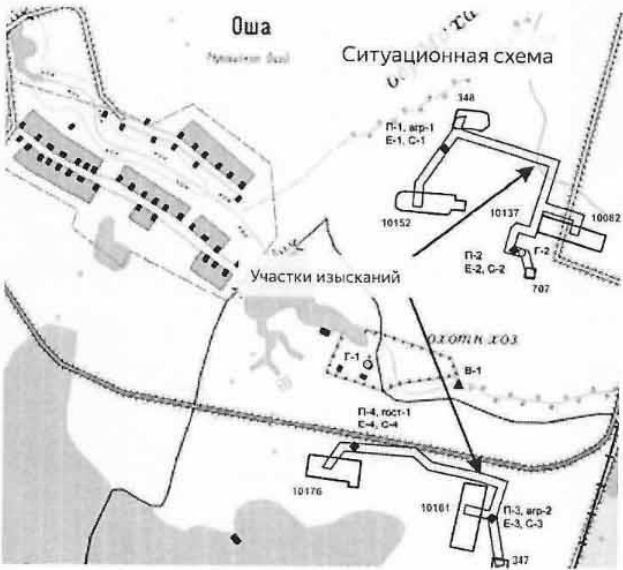 Оша
Ситуационная схема
348
П-1, агр-1
Е-1, С-1
10152
10137
10082
П-2
Е-2, С-2
Г-2
707
Участки изысканий
охотн хоз.
Г-1
В-1
П-4, гост-1
Е-4, С-4
10176
10161
П-3, агр-2
Е-3, С-3
347